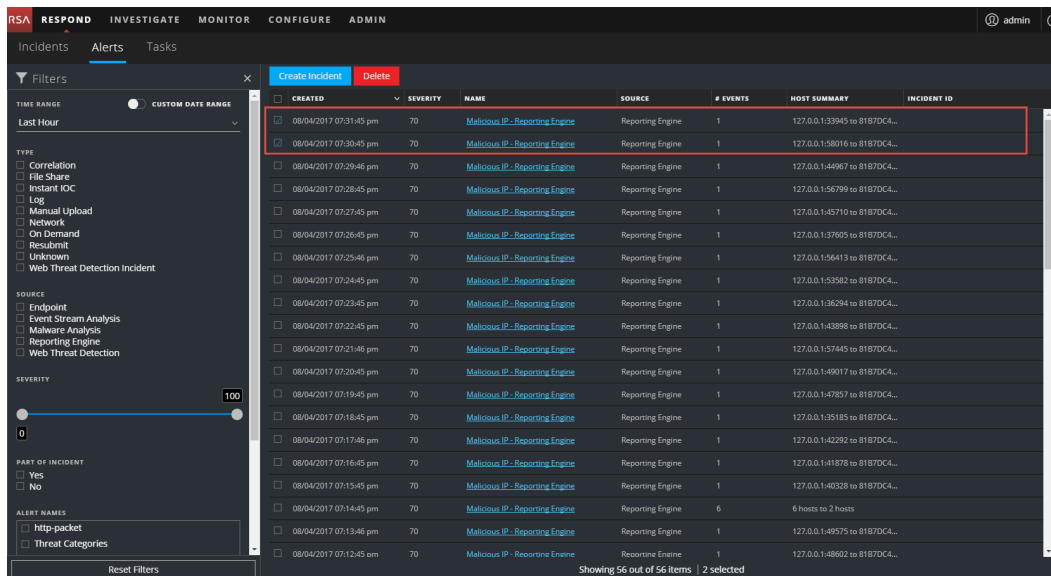 RSA RESPOND INVESTIGATE MONITOR CONFIGURE ADMIN admin
Incidents Alerts Tasks
Filters
TIME RANGE CUSTOM DATE RANGE
Last Hour
TYPE
Correlation
File Share
Instant IOC
Log
Manual Upload
Network
On Demand
Resubmit
Unknown
Web Threat Detection Incident
SOURCE
Endpoint
Event Stream Analysis
Malware Analysis
Reporting Engine
Web Threat Detection
SEVERITY
100
0
PART OF INCIDENT
Yes
No
ALERT NAMES
http-packet
Threat Categories
Reset Filters
Create Incident Delete
CREATED SEVERITY NAME SOURCE # EVENTS HOST SUMMARY INCIDENT ID
08/04/2017 07:31:45 pm 70 Malicious IP - Reporting Engine Reporting Engine 1 127.0.0.1:33945 to 81B7DC4...
08/04/2017 07:30:45 pm 70 Malicious IP - Reporting Engine Reporting Engine 1 127.0.0.1:58016 to 81B7DC4...
08/04/2017 07:29:46 pm 70 Malicious IP - Reporting Engine Reporting Engine 1 127.0.0.1:44967 to 81B7DC4...
08/04/2017 07:28:45 pm 70 Malicious IP - Reporting Engine Reporting Engine 1 127.0.0.1:56799 to 81B7DC4...
08/04/2017 07:27:45 pm 70 Malicious IP - Reporting Engine Reporting Engine 1 127.0.0.1:45710 to 81B7DC4...
08/04/2017 07:26:45 pm 70 Malicious IP - Reporting Engine Reporting Engine 1 127.0.0.1:37605 to 81B7DC4...
08/04/2017 07:25:46 pm 70 Malicious IP - Reporting Engine Reporting Engine 1 127.0.0.1:56413 to 81B7DC4...
08/04/2017 07:24:45 pm 70 Malicious IP - Reporting Engine Reporting Engine 1 127.0.0.1:53582 to 81B7DC4...
08/04/2017 07:23:45 pm 70 Malicious IP - Reporting Engine Reporting Engine 1 127.0.0.1:36294 to 81B7DC4...
08/04/2017 07:22:45 pm 70 Malicious IP - Reporting Engine Reporting Engine 1 127.0.0.1:43898 to 81B7DC4...
08/04/2017 07:21:46 pm 70 Malicious IP - Reporting Engine Reporting Engine 1 127.0.0.1:57445 to 81B7DC4...
08/04/2017 07:20:45 pm 70 Malicious IP - Reporting Engine Reporting Engine 1 127.0.0.1:49017 to 81B7DC4...
08/04/2017 07:19:45 pm 70 Malicious IP - Reporting Engine Reporting Engine 1 127.0.0.1:47857 to 81B7DC4...
08/04/2017 07:18:45 pm 70 Malicious IP - Reporting Engine Reporting Engine 1 127.0.0.1:35185 to 81B7DC4...
08/04/2017 07:17:46 pm 70 Malicious IP - Reporting Engine Reporting Engine 1 127.0.0.1:42292 to 81B7DC4...
08/04/2017 07:16:45 pm 70 Malicious IP - Reporting Engine Reporting Engine 1 127.0.0.1:41878 to 81B7DC4...
08/04/2017 07:15:45 pm 70 Malicious IP - Reporting Engine Reporting Engine 1 127.0.0.1:40328 to 81B7DC4...
08/04/2017 07:14:45 pm 70 Malicious IP - Reporting Engine Reporting Engine 6 6 hosts to 2 hosts
08/04/2017 07:13:46 pm 70 Malicious IP - Reporting Engine Reporting Engine 1 127.0.0.1:49575 to 81B7DC4...
08/04/2017 07:12:45 pm 70 Malicious IP - Reporting Engine Reporting Engine 1 127.0.0.1:48602 to 81B7DC4...
Showing 56 out of 56 items | 2 selected